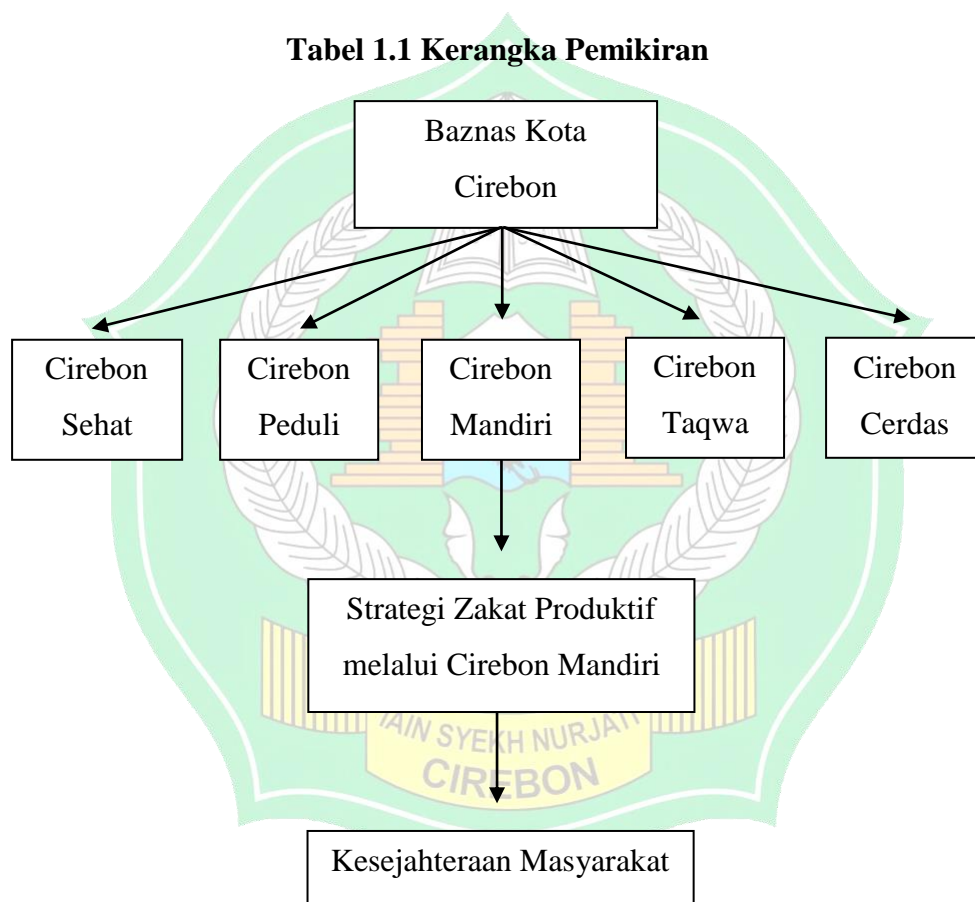 Tabel 1.1 Kerangka Pemikiran
Baznas Kota
Cirebon
Cirebon
Sehat
Cirebon
Peduli
Cirebon
Mandiri
Cirebon
Taqwa
Cirebon
Cerdas
Strategi Zakat Produktif
melalui Cirebon Mandiri
IAIN SYEKH NURJATI
CIREBON
Kesejahteraan Masyarakat